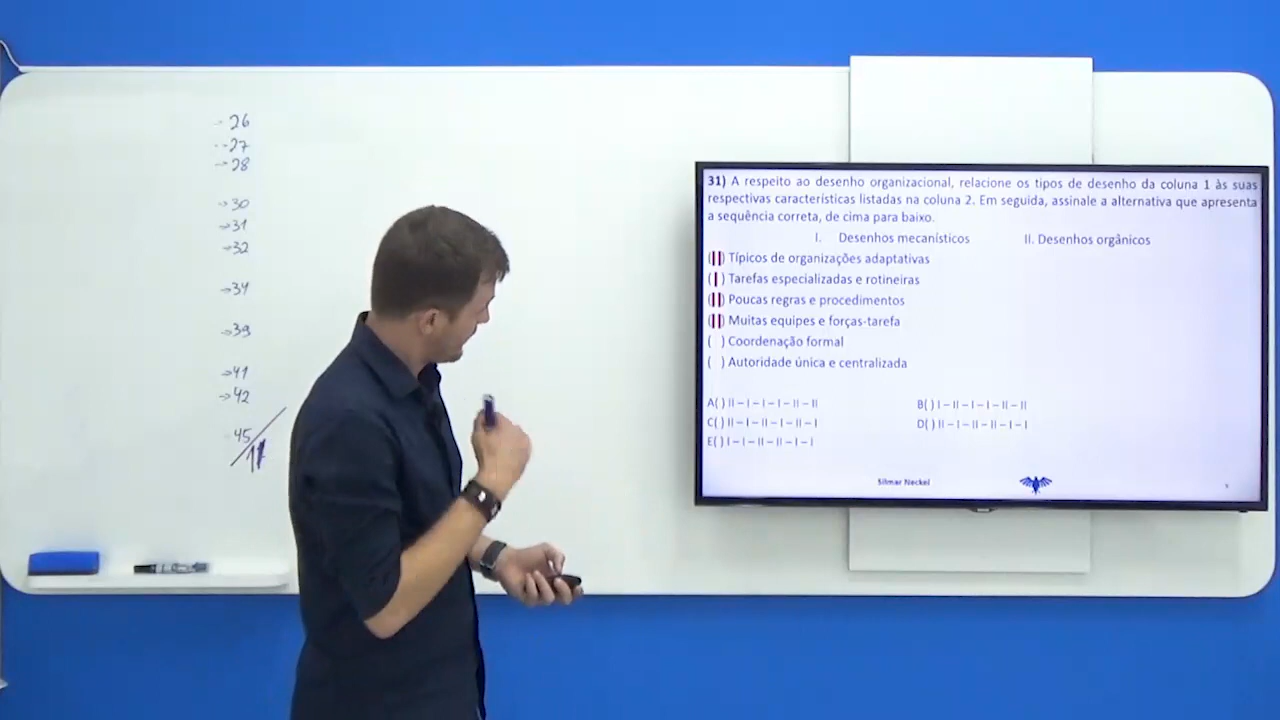 26
27
28
30
31
32
34
39
41
42
45
31) A respeito ao desenho organizacional, relacione os tipos de desenho da coluna 1 às suas
respectivas características listadas na coluna 2. Em seguida, assinale a alternativa que apresenta
a sequência correta, de cima para baixo.
I. Desenhos mecanísticos II. Desenhos orgânicos
(II) Típicos de organizações adaptativas
(I) Tarefas especializadas e rotineiras
(II) Poucas regras e procedimentos
(II) Muitas equipes e forças-tarefa
( ) Coordenação formal
( ) Autoridade única e centralizada
A( ) II – I – I – I – II – II B( ) I – II – I – I – II – II
C( ) II – I – II – I – II – I D( ) II – I – II – II – I – I
E( ) I – I – II – II – I – I
Silmar Neckel